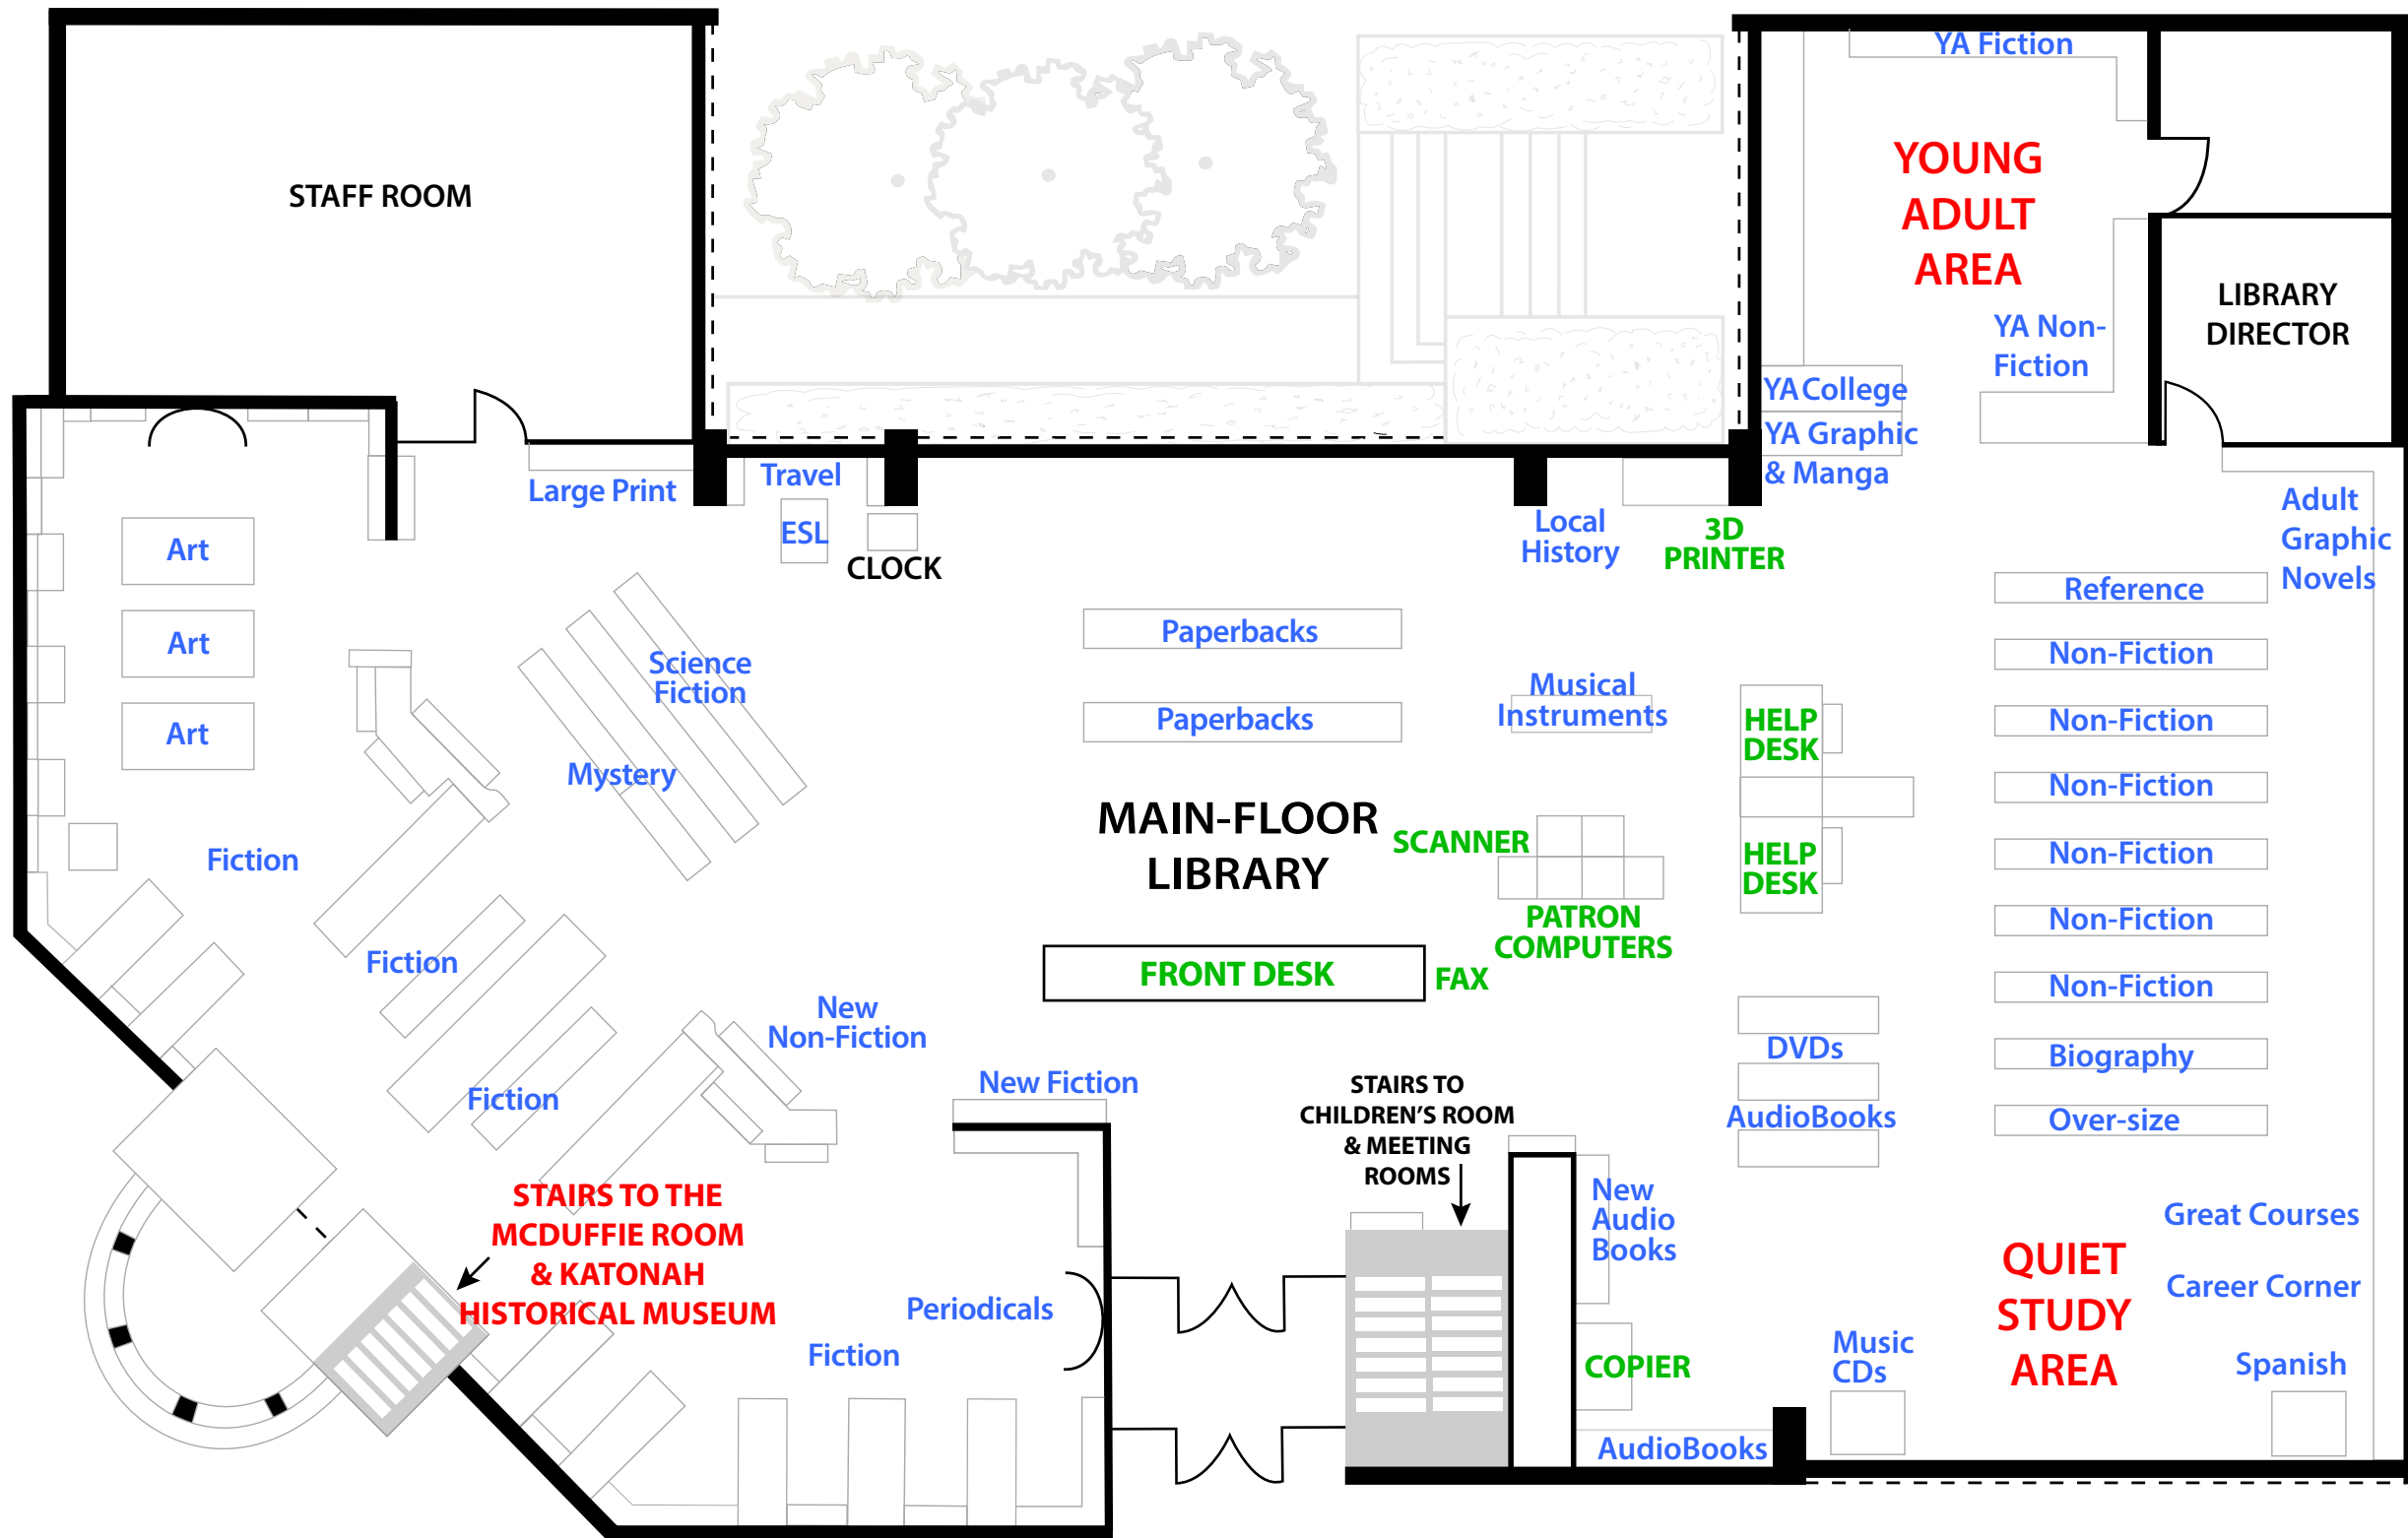 YA Fiction
STAFF ROOM
YOUNG
ADULT
AREA
LIBRARY
DIRECTOR
YA Non-
Fiction
YA College
YA Graphic
& Manga
Large Print
Travel
ESL
CLOCK
Local
History
3D
PRINTER
Adult
Graphic
Novels
Art
Art
Art
Science
Fiction
Mystery
Paperbacks
Paperbacks
Musical
Instruments
HELP
DESK
HELP
DESK
Reference
Non-Fiction
Non-Fiction
Non-Fiction
Non-Fiction
Non-Fiction
Non-Fiction
Biography
Over-size
MAIN-FLOOR
LIBRARY
SCANNER
PATRON
COMPUTERS
FRONT DESK
FAX
Fiction
Fiction
Fiction
New
Non-Fiction
New Fiction
DVDs
AudioBooks
STAIRS TO
CHILDREN’S ROOM
& MEETING
ROOMS
STAIRS TO THE
MCDUFFIE ROOM
& KATONAH
HISTORICAL MUSEUM
Periodicals
Fiction
New
Audio
Books
COPIER
AudioBooks
Music
CDs
QUIET
STUDY
AREA
Great Courses
Career Corner
Spanish